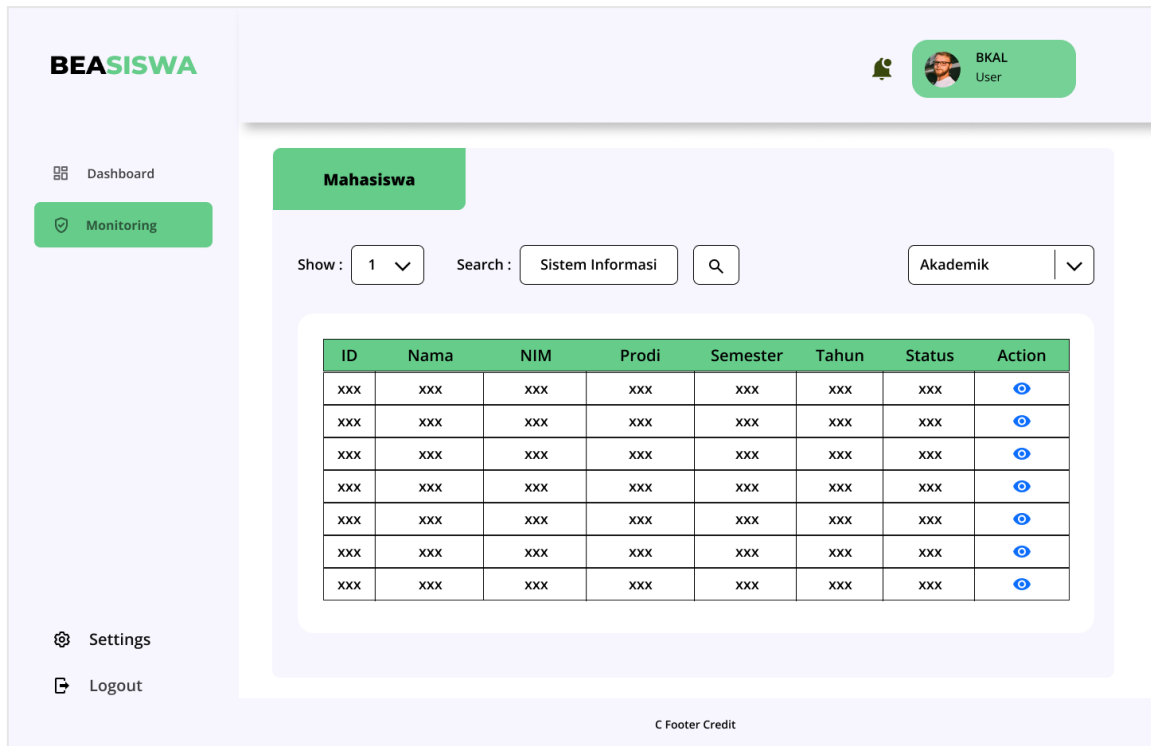 BEASISWA
BKAL
User
Dashboard
Monitoring
Mahasiswa
Show : 1 Search : Sistem Informasi Akademik
ID Nama NIM Prodi Semester Tahun Status Action
xxx xxx xxx xxx xxx xxx xxx
xxx xxx xxx xxx xxx xxx xxx
xxx xxx xxx xxx xxx xxx xxx
xxx xxx xxx xxx xxx xxx xxx
xxx xxx xxx xxx xxx xxx xxx
xxx xxx xxx xxx xxx xxx xxx
xxx xxx xxx xxx xxx xxx xxx
Settings
Logout
C Footer Credit